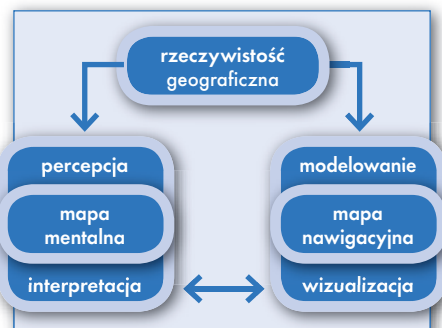 rzeczywistość
geograficzna
percepcja
mapa
mentalna
interpretacja
modelowanie
mapa
nawigacyjna
wizualizacja